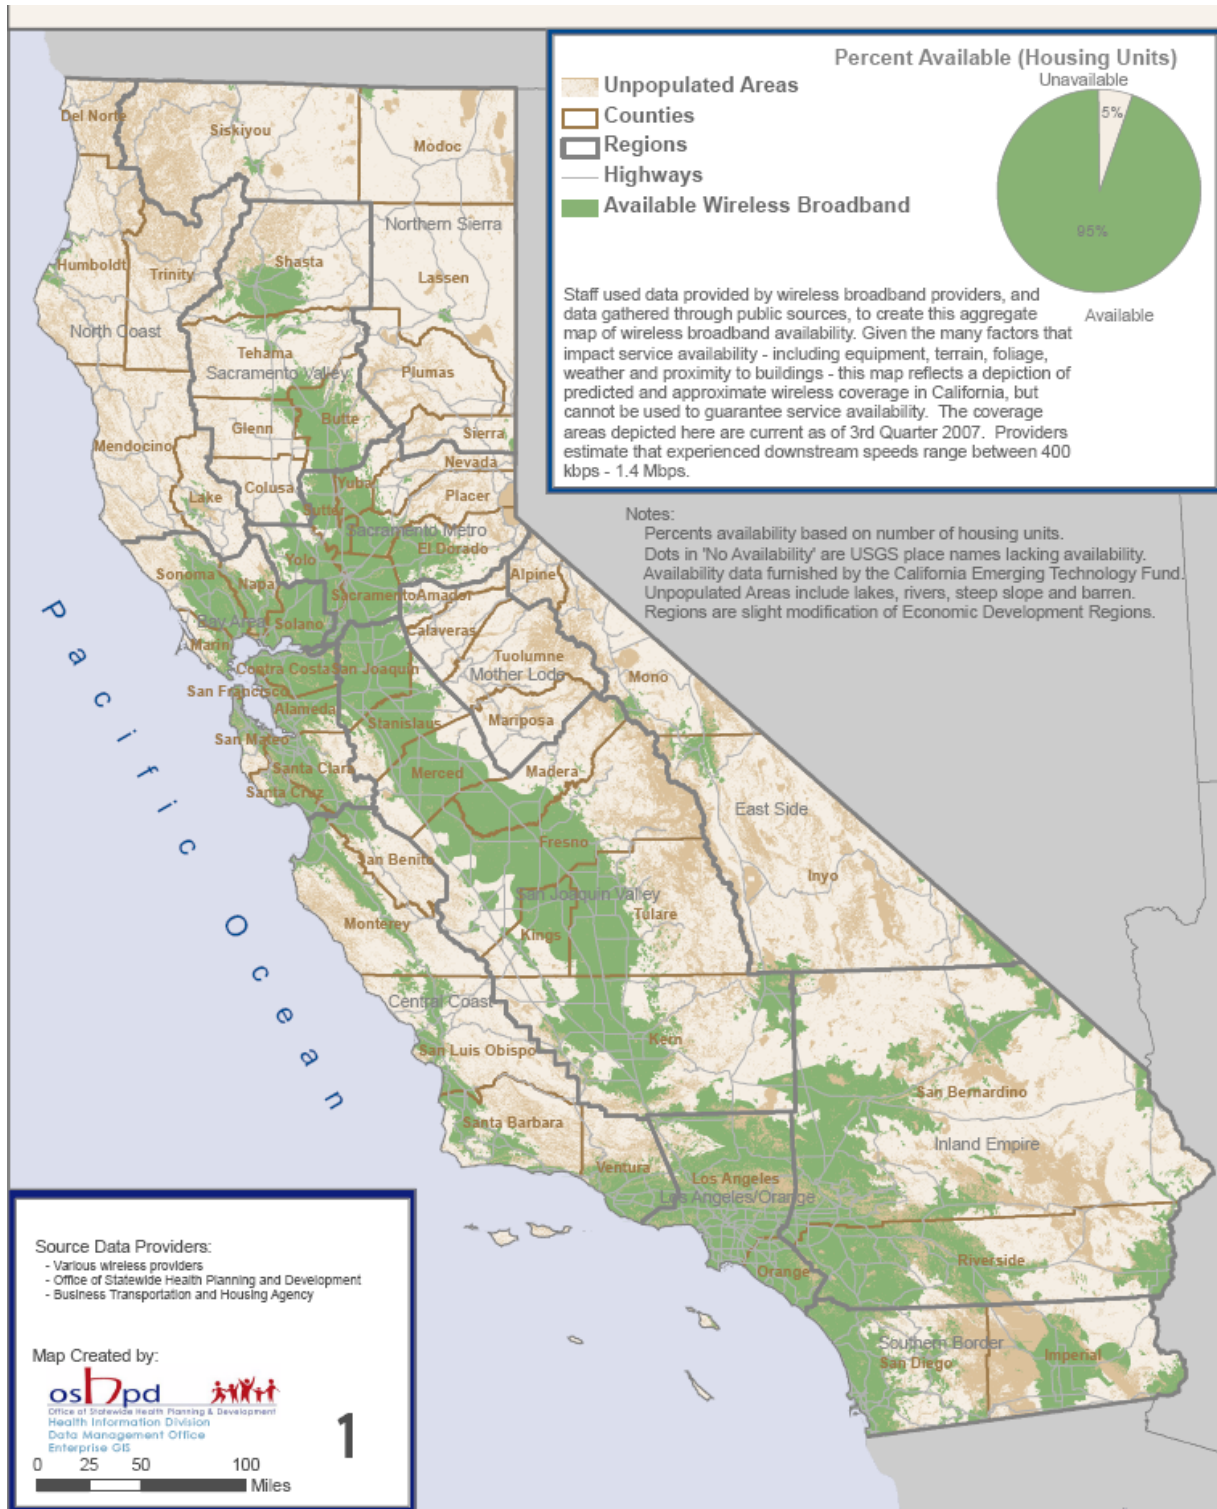 Percent Available (Housing Units)
Unavailable
5%
95%
Available
Unpopulated Areas
Counties
Regions
Highways
Available Wireless Broadband
Staff used data provided by wireless broadband providers, and
data gathered through public sources, to create this aggregate
map of wireless broadband availability. Given the many factors that
impact service availability - including equipment, terrain, foliage,
weather and proximity to buildings - this map reflects a depiction of
predicted and approximate wireless coverage in California, but
cannot be used to guarantee service availability. The coverage
areas depicted here are current as of 3rd Quarter 2007. Providers
estimate that experienced downstream speeds range between 400
kbps - 1.4 Mbps.
Notes:
Percents availability based on number of housing units.
Dots in 'No Availability' are USGS place names lacking availability.
Availability data furnished by the California Emerging Technology Fund.
Unpopulated Areas include lakes, rivers, steep slope and barren.
Regions are slight modification of Economic Development Regions.
Del Norte
Siskiyou
Modoc
Northern Sierra
Humboldt
Trinity
Shasta
Lassen
North Coast
Tehama
Sacramento Valley
Plumas
Butte
Glenn
Mendocino
Sierra
Nevada
Lake
Colusa
Yuba
Placer
Sutter
Sacramento Metro
El Dorado
Yolo
Sonoma
Napa
Alpine
Sacramento
Amador
Bay Area
Solano
Calaveras
Marin
Tuolumne
Contra Costa
San Joaquin
Mother Lode
Mono
San Francisco
Alameda
Stanislaus
Mariposa
San Mateo
Santa Clara
Merced
Madera
Santa Cruz
East Side
Fresno
San Benito
Inyo
San Joaquin Valley
Tulare
Monterey
Kings
Central Coast
Kern
San Luis Obispo
San Bernardino
Santa Barbara
Inland Empire
Ventura
Los Angeles
Los Angeles/Orange
Orange
Riverside
Southern Border
San Diego
Imperial
Pacific Ocean
Source Data Providers:
- Various wireless providers
- Office of Statewide Health Planning and Development
- Business Transportation and Housing Agency
Map Created by:
oshpd
Office of Statewide Health Planning & Development
Health Information Division
Data Management Office
Enterprise GIS
1
0 25 50 100
Miles